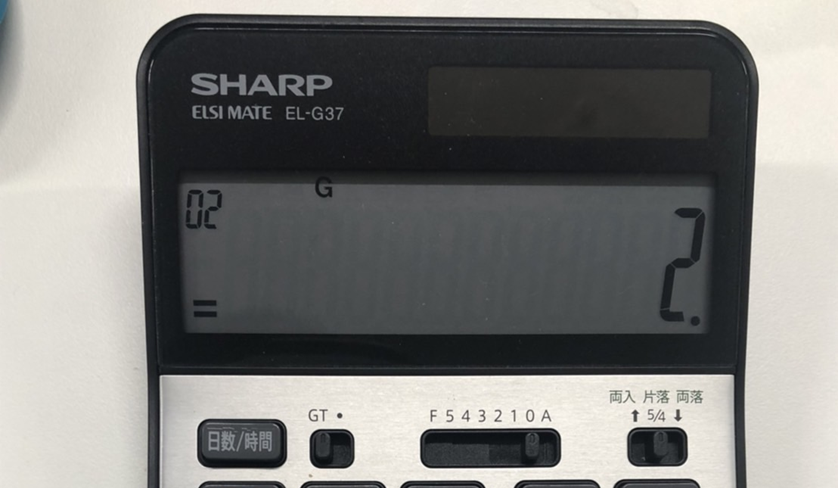 SHARP
ELSI MATE EL-G37
G
02
2.
=
両入 片落 両落
GT • F 5 4 3 2 1 0 A ↑ 5/4 ↓
日数/時間